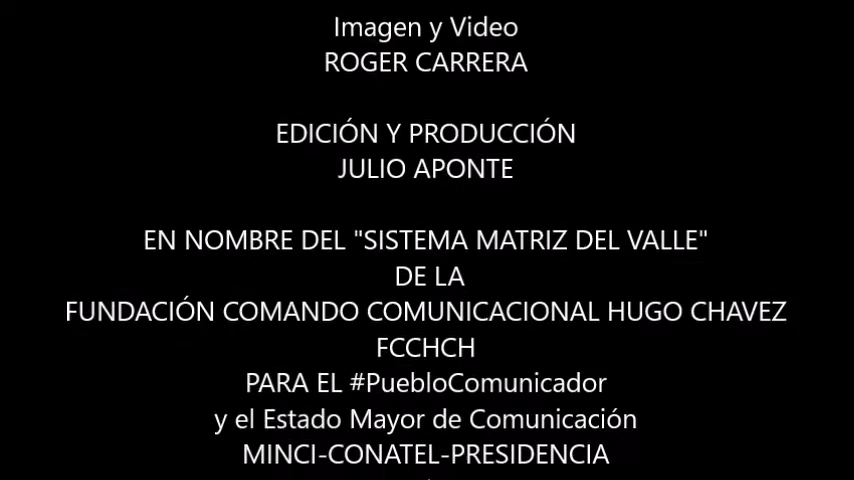 Imagen y Video
ROGER CARRERA
EDICIÓN Y PRODUCCIÓN
JULIO APONTE
EN NOMBRE DEL "SISTEMA MATRIZ DEL VALLE"
DE LA
FUNDACIÓN COMANDO COMUNICACIONAL HUGO CHAVEZ
FCCHCH
PARA EL #PuebloComunicador
y el Estado Mayor de Comunicación
MINCI-CONATEL-PRESIDENCIA